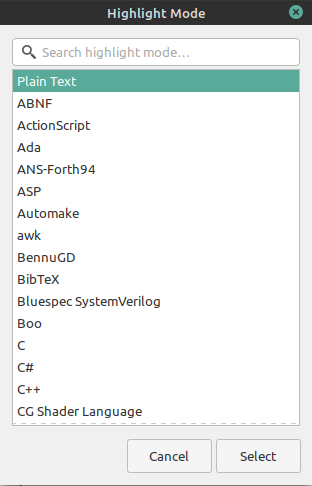 Highlight Mode
Search highlight mode...
Plain Text
ABNF
ActionScript
Ada
ANS-Forth94
ASP
Automake
awk
BennuGD
BibTeX
Bluespec SystemVerilog
Boo
C
C#
C++
CG Shader Language
Cancel
Select